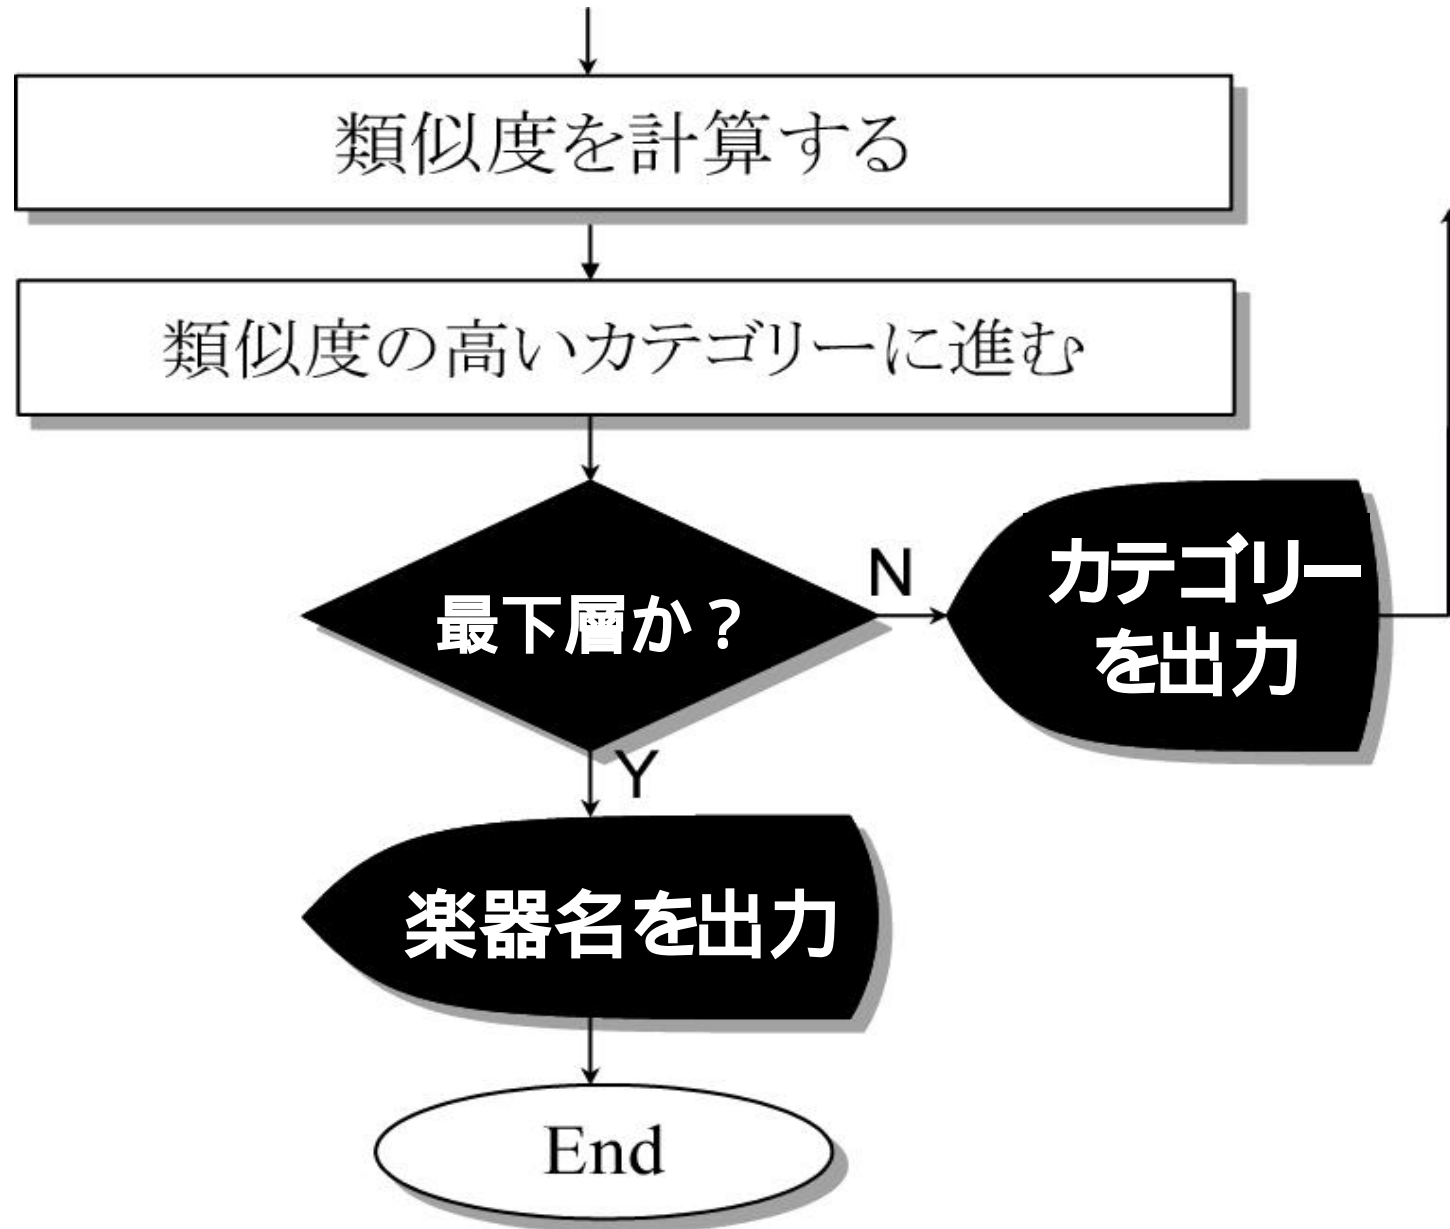 類似度を計算する
類似度の高いカテゴリーに進む
最下層か？
N
カテゴリー
を出力
Y
楽器名を出力
End